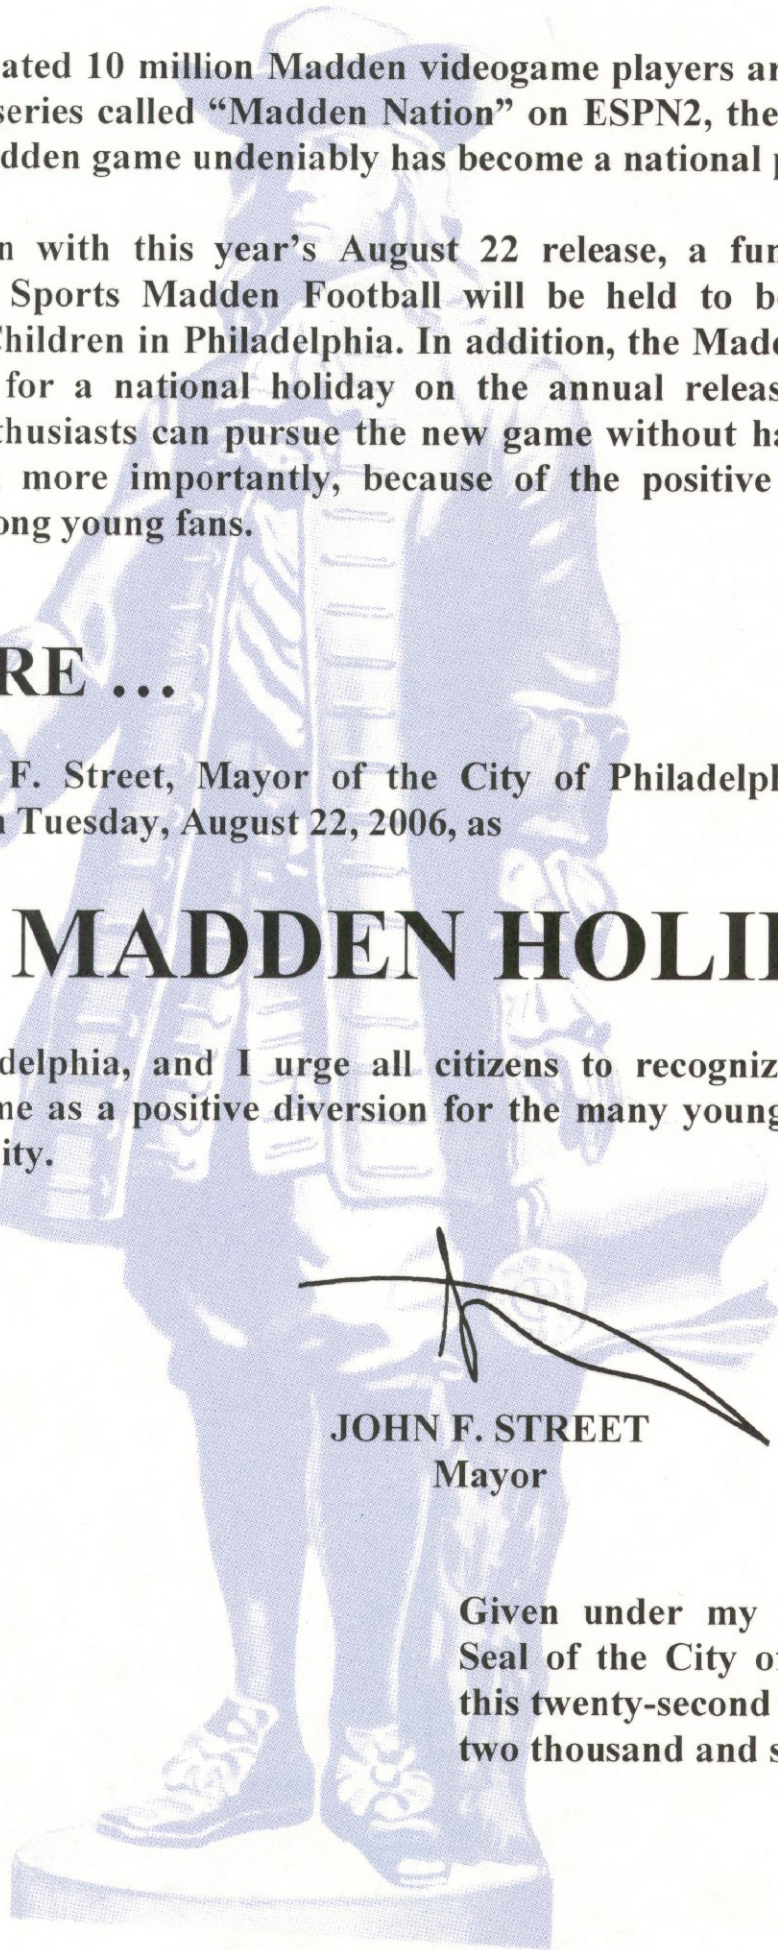 ated 10 million Madden videogame players ar
series called “Madden Nation” on ESPN2, the
dden game undeniably has become a national p
n with this year’s August 22 release, a fun
Sports Madden Football will be held to b
Children in Philadelphia. In addition, the Madd
for a national holiday on the annual releas
thusiasts can pursue the new game without ha
more importantly, because of the positive
ong young fans.
RE …
F. Street, Mayor of the City of Philadelph
Tuesday, August 22, 2006, as
MADDEN HOLI
delphia, and I urge all citizens to recogniz
me as a positive diversion for the many young
ity.
JOHN F. STREET
Mayor
Given under my
Seal of the City of
this twenty-second
two thousand and s